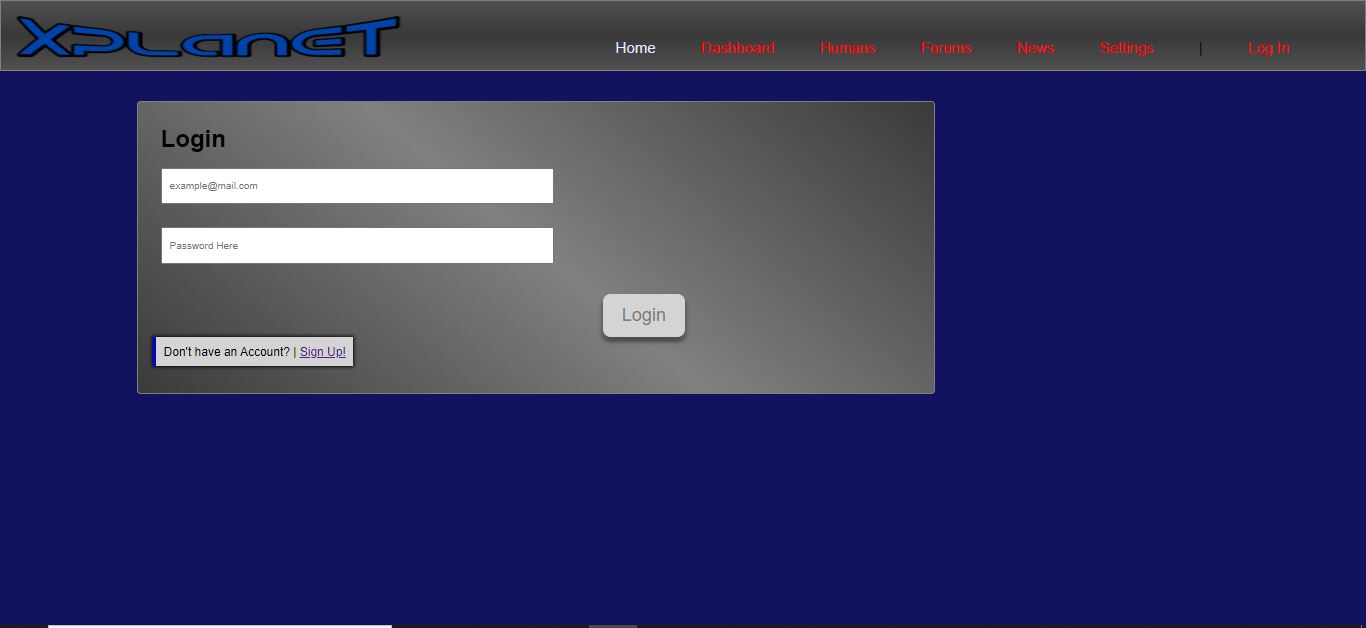 XPLANET
Home Dashboard Humans Forums News Settings | Log In
Login
example@mail.com
Password Here
Login
Don't have an Account? | Sign Up!